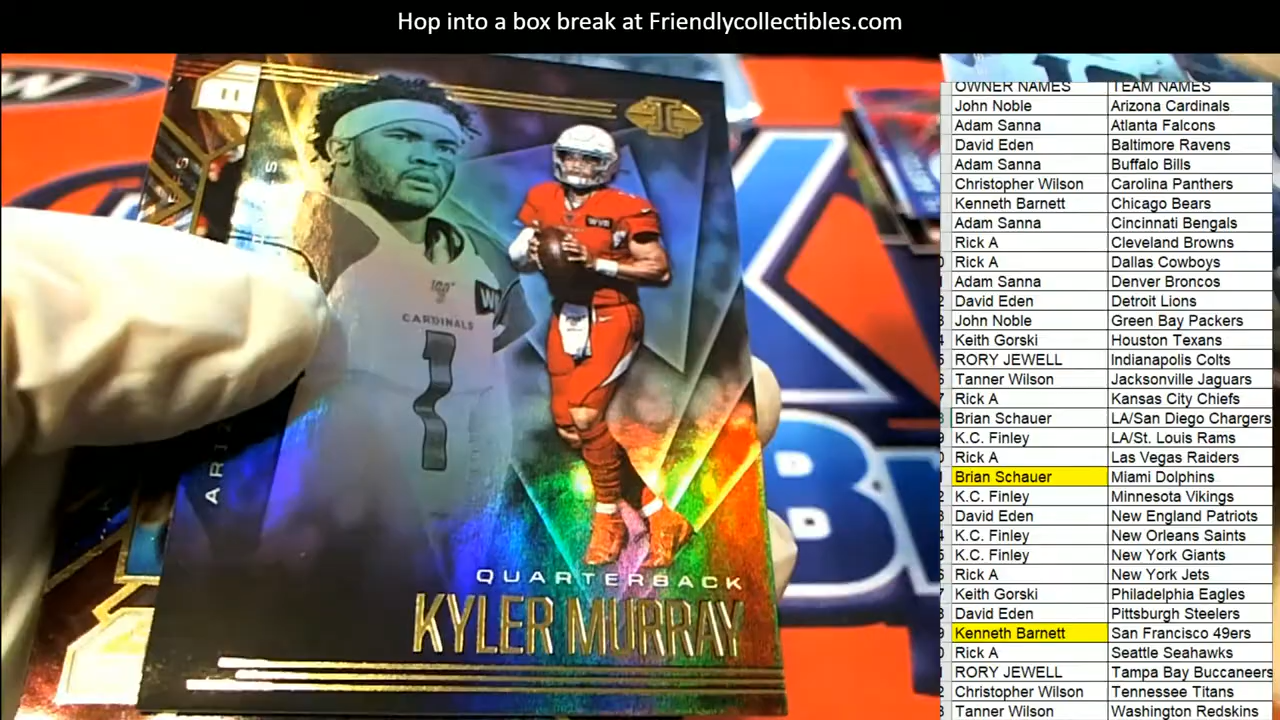 Hop into a box break at Friendlycollectibles.com
OWNER NAMES TEAM NAMES
John Noble Arizona Cardinals
Adam Sanna Atlanta Falcons
David Eden Baltimore Ravens
Adam Sanna Buffalo Bills
Christopher Wilson Carolina Panthers
Kenneth Barnett Chicago Bears
Adam Sanna Cincinnati Bengals
Rick A Cleveland Browns
Rick A Dallas Cowboys
Adam Sanna Denver Broncos
David Eden Detroit Lions
John Noble Green Bay Packers
Keith Gorski Houston Texans
RORY JEWELL Indianapolis Colts
Tanner Wilson Jacksonville Jaguars
Rick A Kansas City Chiefs
Brian Schauer LA/San Diego Chargers
K.C. Finley LA/St. Louis Rams
Rick A Las Vegas Raiders
Brian Schauer Miami Dolphins
K.C. Finley Minnesota Vikings
David Eden New England Patriots
K.C. Finley New Orleans Saints
K.C. Finley New York Giants
Rick A New York Jets
Keith Gorski Philadelphia Eagles
David Eden Pittsburgh Steelers
Kenneth Barnett San Francisco 49ers
Rick A Seattle Seahawks
RORY JEWELL Tampa Bay Buccaneers
Christopher Wilson Tennessee Titans
Tanner Wilson Washington Redskins
CARDINALS
1
QUARTERBACK
KYLER MURRAY